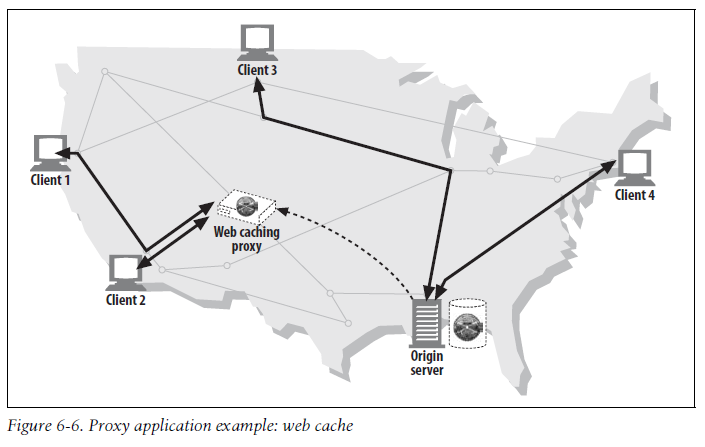 Client 3
Client 1
Client 4
Web caching
proxy
Client 2
Origin
server
Figure 6-6. Proxy application example: web cache